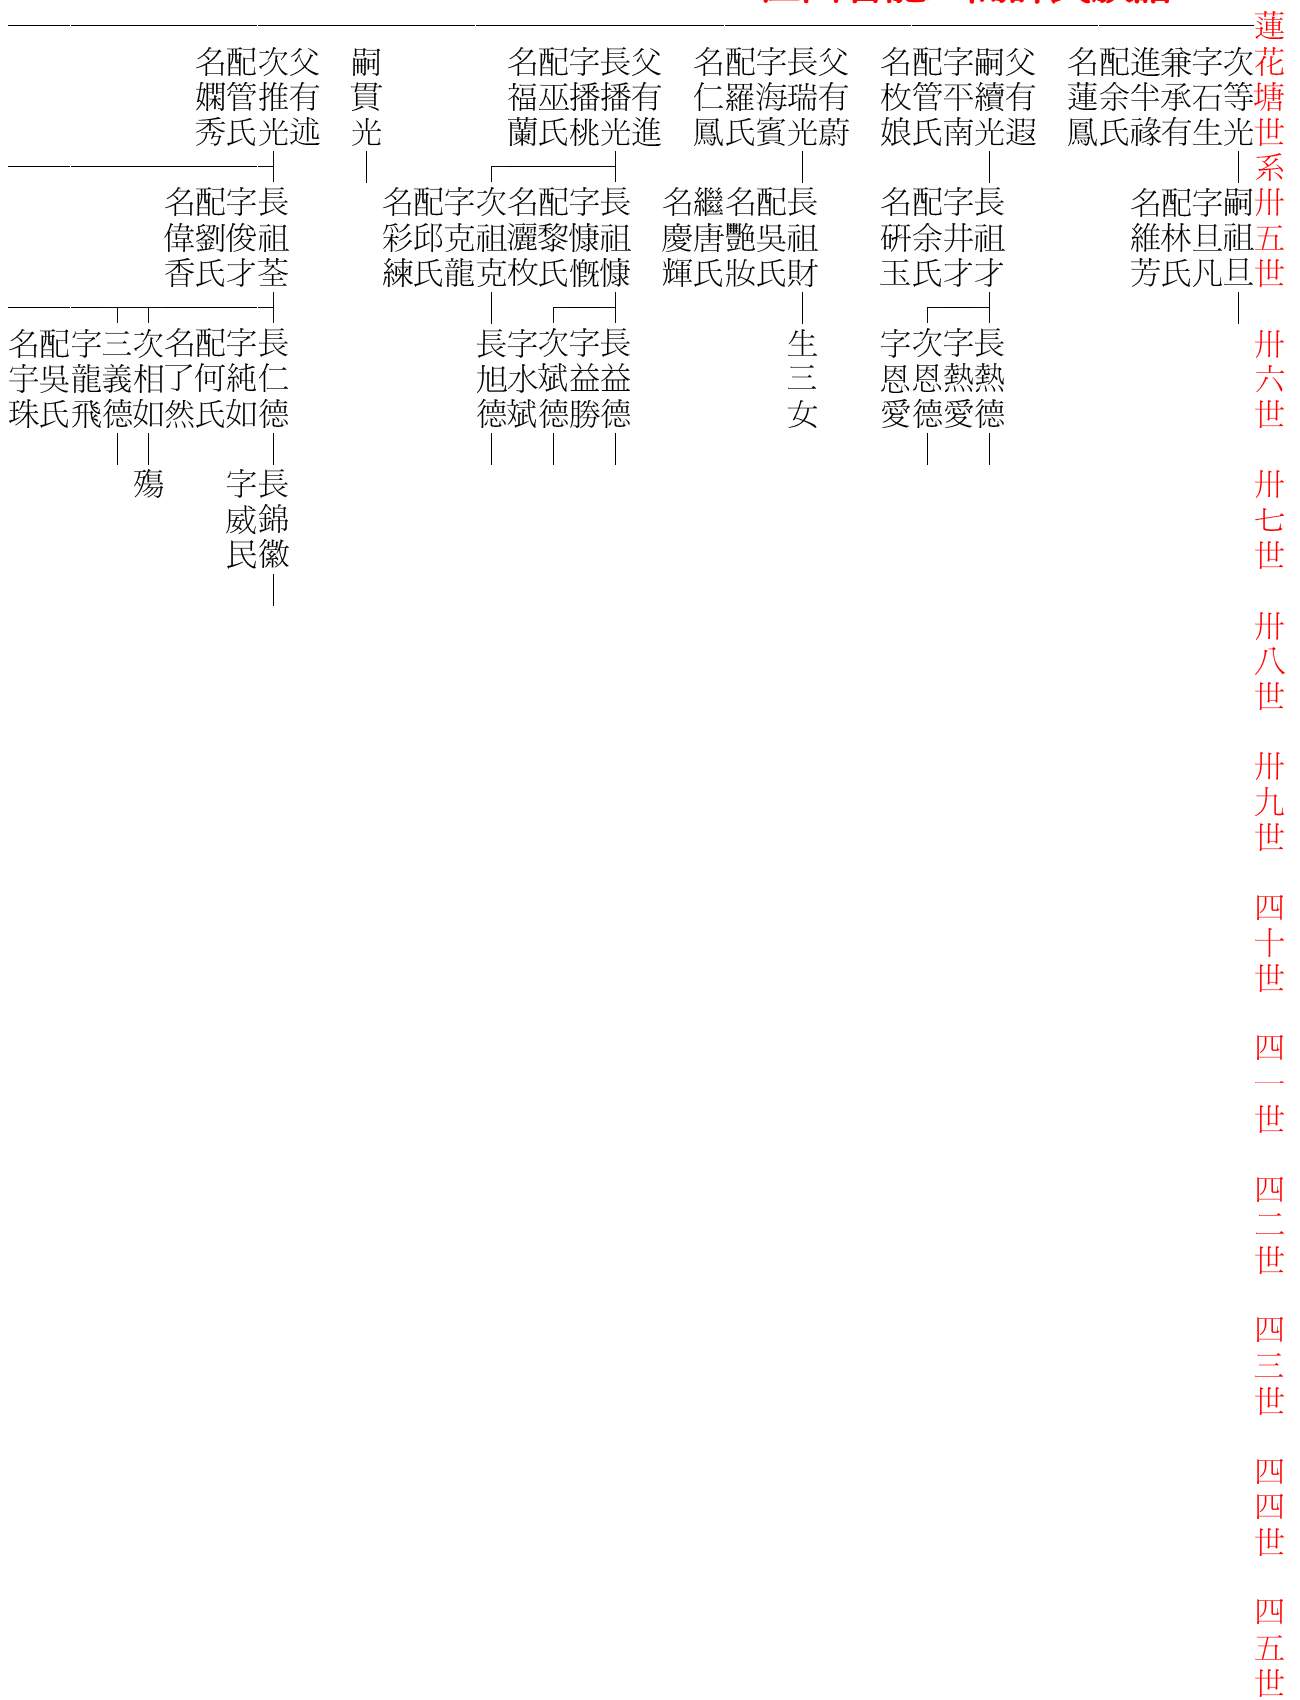 蓮花塘世系卅五世 卅六世 卅七世 卅八世 卅九世 四十世 四一世 四二世 四三世 四四世 四五世
次等光
字石生
兼承有
進半祿
配余氏
名蓮鳳
父有遐
嗣續光
字平南
配管氏
名枚娘
父有蔚
長瑞光
字海賓
配羅氏
名仁鳳
父有進
長播光
字播桃
配巫氏
名福蘭
嗣貫光
父有述
次推光
配管氏
名嫻秀
嗣祖旦
字旦凡
配林氏
名維芳
長祖才
字井才
配余氏
名研玉
長祖財
配吳氏
名艷妝
繼唐氏
名慶輝
長祖慷
字慷慨
配黎氏
名灑枚
次祖克
字克龍
配邱氏
名彩練
長祖荃
字俊才
配劉氏
名偉香
長熱德
字熱愛
次恩德
字恩愛
生三女
長益德
字益勝
次斌德
字水斌
長旭德
長仁德
字純如
配何氏
名了然
次相如
三義德
字龍飛
配吳氏
名宇珠
長錦徽
字威民
殤